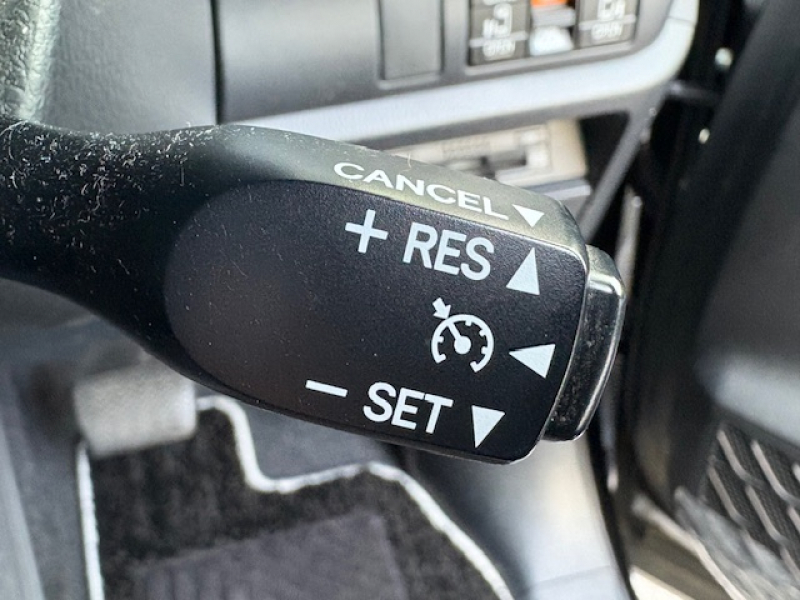 CANCEL▼
+ RES ▲
◀
− SET ▼